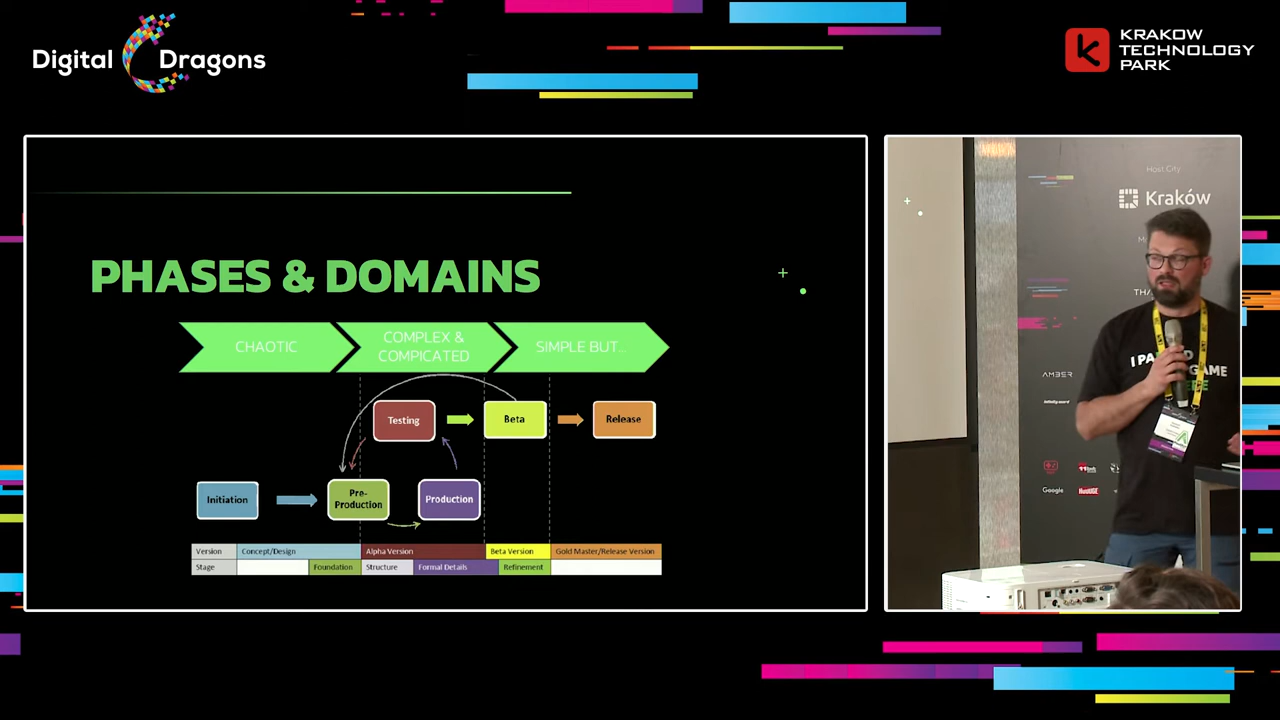 Digital Dragons
KRAKOW
TECHNOLOGY
PARK
PHASES & DOMAINS
CHAOTIC
COMPLEX &
COMPICATED
SIMPLE BUT...
Testing
Beta
Release
Initiation
Pre-
Production
Production
Version
Concept/Design
Alpha Version
Beta Version
Gold Master/Release Version
Stage
Foundation
Structure
Formal Details
Refinement
Host City
Kraków
AMBER
Google
HUUUGE